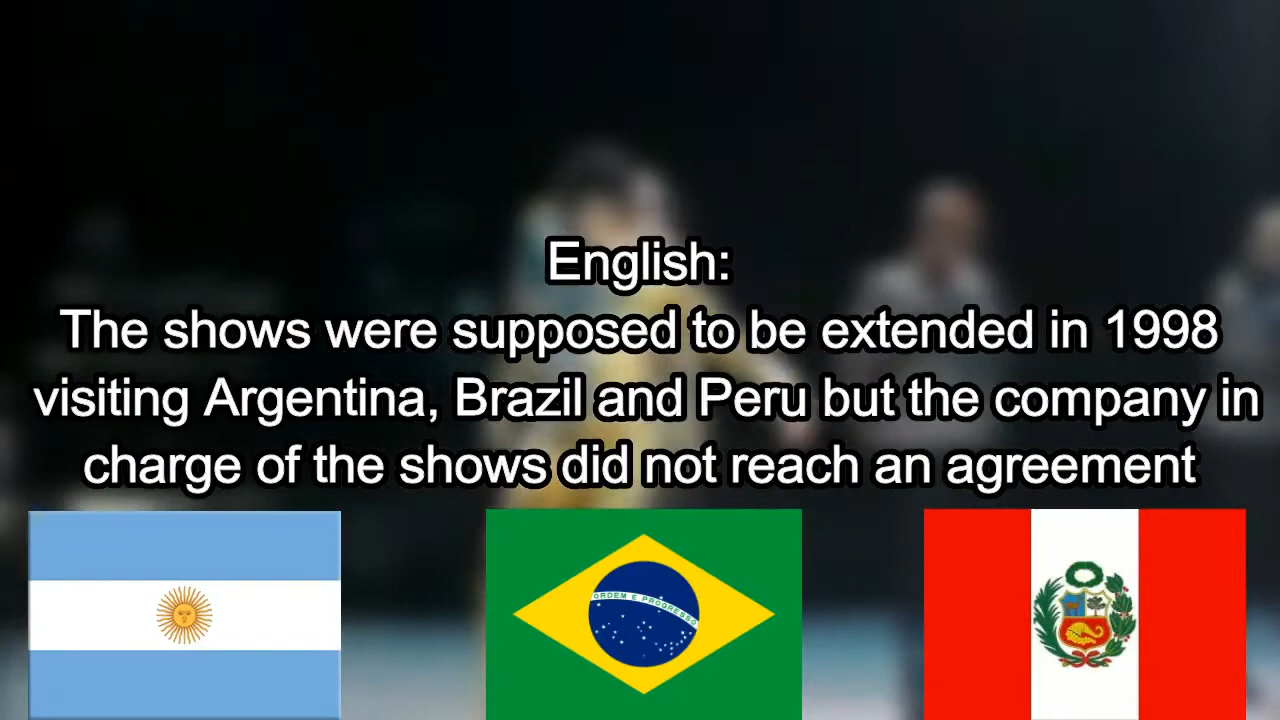 English:
The shows were supposed to be extended in 1998
visiting Argentina, Brazil and Peru but the company in
charge of the shows did not reach an agreement
ORDEM E PROGRESSO